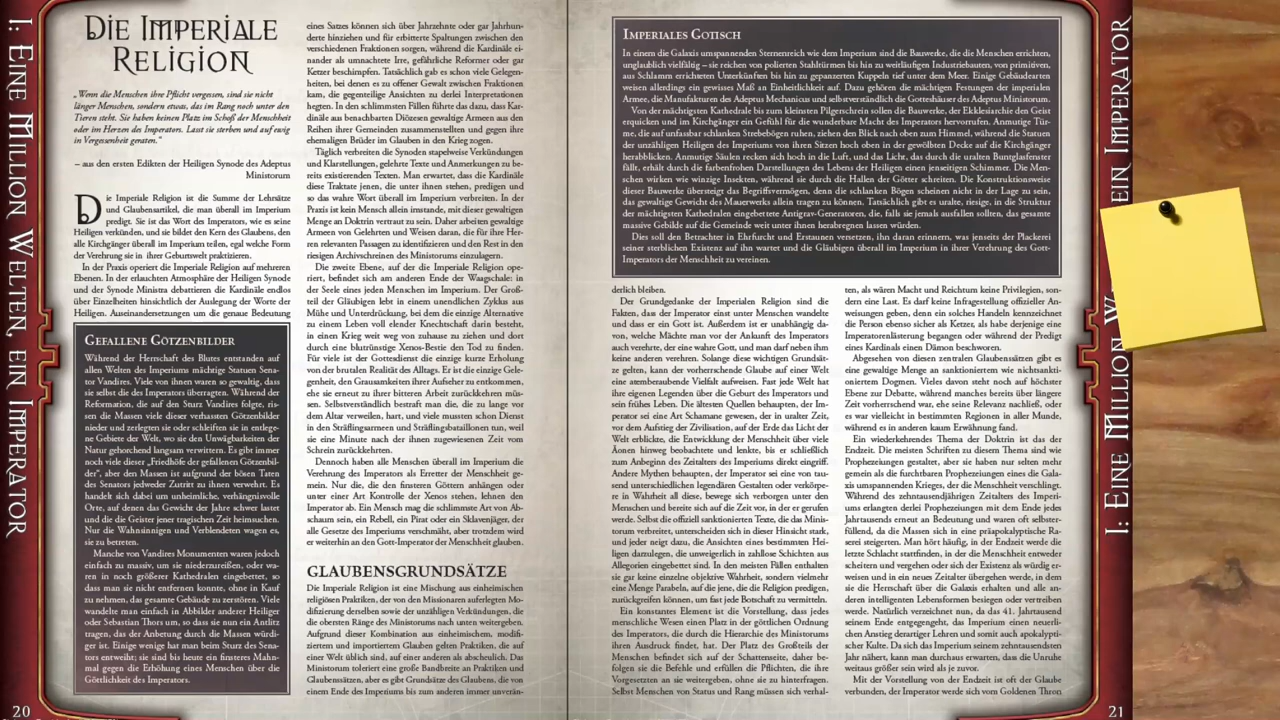 I: Eine Million Welten, ein Imperator
Die Imperiale
Religion
„Wenn die Menschen ihre Pflicht vergessen, sind sie nicht
länger Menschen, sondern etwas, das im Rang noch unter den
Tieren steht. Sie haben keinen Platz im Schoß der Menschheit
oder im Herzen des Imperators. Lasst sie sterben und auf ewig
in Vergessenheit geraten.“
– aus den ersten Edikten der Heiligen Synode des Adeptus
Ministorum
Die Imperiale Religion ist die Summe der Lehrsätze
und Glaubensartikel, die man überall im Imperium
predigt. Sie ist das Wort des Imperators, wie es seine
Heiligen verkünden, und sie bildet den Kern des Glaubens, den
alle Kirchgänger überall im Imperium teilen, egal welche Form
der Verehrung sie in ihrer Geburtswelt praktizieren.
In der Praxis operiert die Imperiale Religion auf mehreren
Ebenen. In der erlauchten Atmosphäre der Heiligen Synode
und der Synode Ministra debattieren die Kardinäle endlos
über Einzelheiten hinsichtlich der Auslegung der Worte der
Heiligen. Auseinandersetzungen um die genaue Bedeutung
Gefallene Götzenbilder
Während der Herrschaft des Blutes entstanden auf
allen Welten des Imperiums mächtige Statuen Sena-
tor Vandires. Viele von ihnen waren so gewaltig, dass
sie selbst die des Imperators überragten. Während der
Reformation, die auf den Sturz Vandires folgte, ris-
sen die Massen viele dieser verhassten Götzenbilder
nieder und zerlegten sie oder schleiften sie in entlege-
ne Gebiete der Welt, wo sie den Unwägbarkeiten der
Natur gehorchend langsam verwittern. Es gibt immer
noch viele dieser „Friedhöfe der gefallenen Götzenbil-
der“, aber den Massen ist aufgrund der bösen Taten
des Senators jedweder Zutritt zu ihnen verwehrt. Es
handelt sich dabei um unheimliche, verhängnisvolle
Orte, auf denen das Gewicht der Jahre schwer lastet
und die die Geister jener tragischen Zeit heimsuchen.
Nur die Wahnsinnigen und Verblendeten wagen es,
sie zu betreten.
Manche von Vandires Monumenten waren jedoch
einfach zu massiv, um sie niederzureißen, oder wa-
ren in noch größerer Kathedralen eingebettet, so
dass man sie nicht entfernen konnte, ohne in Kauf
zu nehmen, das gesamte Gebäude zu zerstören. Viele
wandelte man einfach in Abbilder anderer Heiliger
oder Sebastian Thors um, so dass sie nun ein Antlitz
tragen, das der Anbetung durch die Massen würdi-
ger ist. Einige wenige hat man beim Sturz des Sena-
tors entweiht; sie sind bis heute ein finsteres Mahn-
mal gegen die Erhöhung eines Menschen über die
Göttlichkeit des Imperators.
20
eines Satzes können sich über Jahrzehnte oder gar Jahrhun-
derte hinziehen und für erbitterte Spaltungen zwischen den
verschiedenen Fraktionen sorgen, während die Kardinäle ei-
nander als umnachtete Irre, gefährliche Reformer oder gar
Ketzer beschimpfen. Tatsächlich gab es schon viele Gelegen-
heiten, bei denen es zu offener Gewalt zwischen Fraktionen
kam, die gegenteilige Ansichten zu derlei Interpretationen
hegten. In den schlimmsten Fällen führte das dazu, dass Kar-
dinäle aus benachbarten Diözesen gewaltige Armeen aus den
Reihen ihrer Gemeinden zusammenstellten und gegen ihre
ehemaligen Brüder im Glauben in den Krieg zogen.
Täglich verbreiten die Synoden stapelweise Verkündungen
und Klarstellungen, gelehrte Texte und Anmerkungen zu be-
reits existierenden Texten. Man erwartet, dass die Kardinäle
diese Traktate jenen, die unter ihnen stehen, predigen und
so das wahre Wort überall im Imperium verbreiten. In der
Praxis ist kein Mensch allein imstande, mit dieser gewaltigen
Menge an Doktrin vertraut zu sein. Daher arbeiten gewaltige
Armeen von Gelehrten und Weisen daran, die für ihre Her-
ren relevanten Passagen zu identifizieren und den Rest in den
riesigen Archivschreinen des Ministorums einzulagern.
Die zweite Ebene, auf der die Imperiale Religion ope-
riert, befindet sich am anderen Ende der Waagschale: in
der Seele eines jeden Menschen im Imperium. Der Groß-
teil der Gläubigen lebt in einem unendlichen Zyklus aus
Mühe und Unterdrückung, bei dem die einzige Alternative
zu einem Leben voll elender Knechtschaft darin besteht,
in einen Krieg weit weg von zuhause zu ziehen und dort
durch eine blutrünstige Xenos-Bestie den Tod zu finden.
Für viele ist der Gottesdienst die einzige kurze Erholung
von der brutalen Realität des Alltags. Er ist die einzige Gele-
genheit, den Grausamkeiten ihrer Aufseher zu entkommen,
ehe sie erneut zu ihrer bitteren Arbeit zurückkehren müs-
sen. Selbstverständlich bestraft man die, die zu lange vor
dem Altar verweilen, hart, und viele mussten schon Dienst
in den Sträflingsarmeen und Sträflingsbataillonen tun, weil
sie eine Minute nach der ihnen zugewiesenen Zeit vom
Schrein zurückkehrten.
Dennoch haben alle Menschen überall im Imperium die
Verehrung des Imperators als Erretter der Menschheit ge-
mein. Nur die, die den finsteren Göttern anhängen oder
unter einer Art Kontrolle der Xenos stehen, lehnen den
Imperator ab. Ein Mensch mag die schlimmste Art von Ab-
schaum sein, ein Rebell, ein Pirat oder ein Sklavenjäger, der
alle Gesetze des Imperiums verschmäht, aber trotzdem wird
er weiterhin an den Gott-Imperator der Menschheit glauben.
Glaubensgrundsätze
Die Imperiale Religion ist eine Mischung aus einheimischen
religiösen Praktiken, der von den Missionaren auferlegten Mo-
difizierung derselben sowie der unzähligen Verkündungen, die
die obersten Ränge des Ministorums nach unten weitergeben.
Aufgrund dieser Kombination aus einheimischem, modifi-
ziertem und importiertem Glauben gelten Praktiken, die auf
einer Welt üblich sind, auf einer anderen als abscheulich. Das
Ministorum toleriert eine große Bandbreite an Praktiken und
Glaubenssätzen, aber es gibt Grundsätze des Glaubens, die von
einem Ende des Imperiums bis zum anderen immer unverän-
Imperiales Gotisch
In einem die Galaxis umspannenden Sternenreich wie dem Imperium sind die Bauwerke, die die Menschen errichten,
unglaublich vielfältig – sie reichen von polierten Stahltürmen bis hin zu weitläufigen Industriebauten, von primitiven,
aus Schlamm errichteten Unterkünften bis hin zu gepanzerten Kuppeln tief unter dem Meer. Einige Gebäudearten
weisen allerdings ein gewisses Maß an Einheitlichkeit auf. Dazu gehören die mächtigen Festungen der imperialen
Armee, die Manufakturen des Adeptus Mechanicus und selbstverständlich die Gotteshäuser des Adeptus Ministorum.
Von der mächtigsten Kathedrale bis zum kleinsten Pilgerschrein sollen die Bauwerke, der Ekklesiarchie den Geist
erquicken und in Kirchgänger ein Gefühl für die wunderbare Macht des Imperators hervorrufen. Anmutige Tür-
me, die auf unfassbar schlanken Strebebögen ruhen, ziehen den Blick nach oben zum Himmel, während die Statuen
der unzähligen Heiligen des Imperiums von ihren Sitzen hoch oben in der gewölbten Decke auf die Kirchgänger
herabblicken. Anmutige Säulen recken sich hoch in die Luft, und das Licht, das durch die uralten Buntglasfenster
fällt, erhält durch die farbenfrohen Darstellungen des Lebens der Heiligen einen jenseitigen Schein. Die Men-
schen wirken wie winzige Insekten, während sie durch die Hallen der Götter schreiten. Die Konstruktionsweise
dieser Bauwerke übersteigt das Begriffsvermögen, denn die schlanken Bögen scheinen nicht in der Lage zu sein,
das gewaltige Gewicht des Mauerwerks allein tragen zu können. Tatsächlich gibt es uralte, riesige, in die Struktur
der mächtigsten Kathedralen eingebettete Antigrav-Generatoren, die, falls sie jemals ausfallen sollten, das gesamte
massive Gebilde auf die Gemeinde weit unter ihnen herabregnen lassen würden.
Dies soll den Betrachter in Ehrfurcht und Erstaunen versetzen, ihn daran erinnern, was jenseits der Plackerei
seiner sterblichen Existenz auf ihn wartet und die Gläubigen überall im Imperium in ihrer Verehrung des Gott-
Imperators der Menschheit zu vereinen.
derlich bleiben.
Der Grundgedanke der Imperialen Religion sind die
Fakten, dass der Imperator einst unter Menschen wandelte
und dass er ein Gott ist. Außerdem ist er unabhängig da-
von, welche Mächte man vor der Ankunft des Imperators
auch verehrte, der eine wahre Gott, und man darf neben ihm
keine anderen verehren. Solange diese wichtigen Grundsät-
ze gelten, kann der vorherrschende Glaube auf einer Welt
eine atemberaubende Vielfalt aufweisen. Fast jede Welt hat
ihre eigenen Legenden über die Geburt des Imperators und
sein frühes Leben. Die ältesten Quellen behaupten, der Im-
perator sei eine Art Schamane gewesen, der in uralter Zeit,
vor dem Aufstieg der Zivilisation, auf der Erde das Licht der
Welt erblickte, die Entwicklung der Menschheit über viele
Äonen hinweg beobachtete und lenkte, bis er schließlich
zum Anbeginn des Zeitalters des Imperiums direkt eingriff.
Andere Mythen behaupten, der Imperator sei eine von tau-
send unterschiedlichen legendären Gestalten oder verkörpe-
re in Wahrheit all diese, bewege sich verborgen unter den
Menschen und bereite sich auf die Zeit vor, in der er gerufen
werde. Selbst die offiziell sanktionierten Texte, die das Minis-
torum verbreitet, unterscheiden sich in dieser Hinsicht stark,
und jeder neigt dazu, die Ansichten eines bestimmten Hei-
ligen darzulegen, die unweigerlich in zahllose Schichten aus
Allegorien eingebettet sind. In den meisten Fällen enthalten
sie gar keine einzelne objektive Wahrheit, sondern vielmehr
eine Menge Parabeln, auf die jene, die die Religion predigen,
zurückgreifen können, um fast jede Botschaft zu vermitteln.
Ein konstantes Element ist die Vorstellung, dass jedes
menschliche Wesen einen Platz in der göttlichen Ordnung
des Imperators, die durch die Hierarchie des Ministorums
ihren Ausdruck findet, hat. Der Platz des Großteils der
Menschen befindet sich auf der Schattenseite, daher be-
folgen sie die Befehle und erfüllen die Pflichten, die ihre
Vorgesetzten an sie weitergeben, ohne sie zu hinterfragen.
Selbst Menschen von Status und Rang müssen sich verhal-
ten, als wären Macht und Reichtum keine Privilegien, son-
dern eine Last. Es darf keine Infragestellung offizieller An-
weisungen geben, denn ein solches Handeln kennzeichnet
die Person ebenso sicher als Ketzer, als habe derjenige eine
Imperatorenlästerung begangen oder während der Predigt
eines Kardinals einen Dämon beschworen.
Abgesehen von diesen zentralen Glaubenssätzen gibt es
eine gewaltige Menge an sanktioniertem wie nichtsankti-
oniertem Dogmen. Vieles davon steht noch auf höchster
Ebene zur Debatte, während manches bereits über längere
Zeit vorherrschend war, ehe seine Relevanz nachließ, oder
es war vielleicht in bestimmten Regionen in aller Munde,
während es in anderen kaum Erwähnung fand.
Ein wiederkehrendes Thema der Doktrin ist das der
Endzeit. Die meisten Schriften zu diesem Thema sind wie
Prophezeiungen gestaltet, aber sie haben nur selten mehr
gemein als die furchtbaren Prophezeiungen eines die Gala-
xis umspannenden Krieges, der die Menschheit verschlingt.
Während des zehntausendjährigen Zeitalters des Imperi-
ums erlangten derlei Prophezeiungen mit dem Ende jedes
Jahrtausends erneut an Bedeutung und waren oft selbster-
füllend, da die Massen sich in eine präapokalyptische Ra-
serei steigerten. Man hört häufig, in der Endzeit werde die
letzte Schlacht stattfinden, in der die Menschheit entweder
scheitern und vergehen oder sich der Existenz als würdig er-
weisen und in ein neues Zeitalter übergehen werde, in dem
sie die Herrschaft über die Galaxis erhalten und alle an-
deren intelligenten Lebensformen besiegen oder vertreiben
werde. Natürlich verzeichnet nun, da das 41. Jahrtausend
seinem Ende entgegengeht, das Imperium einen neuerli-
chen Anstieg derartiger Lehren und somit auch apokalypti-
scher Kulte. Da sich das Imperium seinem zehntausendsten
Jahr nähert, kann man durchaus erwarten, dass die Unruhe
weitaus größer sein wird als je zuvor.
Mit der Vorstellung von der Endzeit ist oft der Glaube
verbunden, der Imperator werde sich vom Goldenen Thron
I: Eine Million W
ein Imperator
21